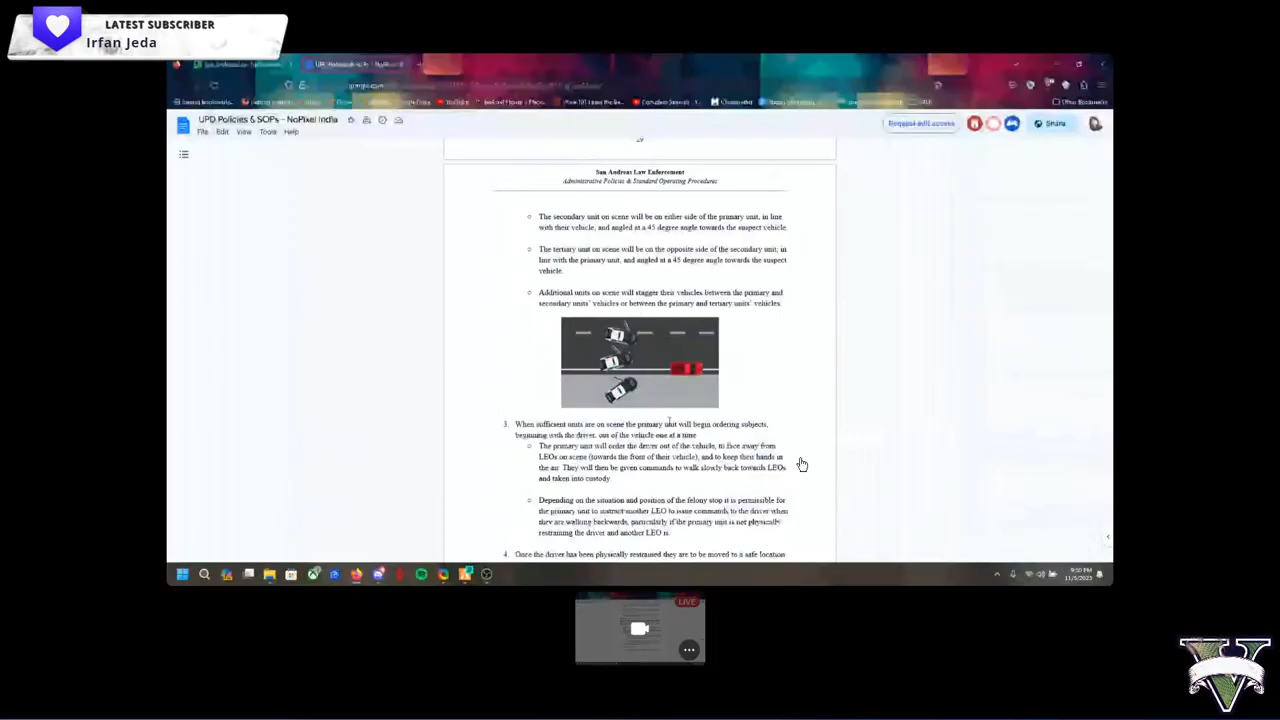 LATEST SUBSCRIBER
Irfan Jeda
UPD Policies & SOPs - NoPixel India
File Edit View Tools Help
Request edit access
Share
29
San Andreas Law Enforcement
Administrative Policies & Standard Operating Procedures
○ The secondary unit on scene will be on either side of the primary unit, in line
with their vehicle, and angled at a 45 degree angle towards the suspect vehicle.
○ The tertiary unit on scene will be on the opposite side of the secondary unit, in
line with the primary unit, and angled at a 45 degree angle towards the suspect
vehicle.
○ Additional units on scene will stagger their vehicles between the primary and
secondary units' vehicles or between the primary and tertiary units' vehicles.
3. When sufficient units are on scene the primary unit will begin ordering subjects,
beginning with the driver, out of the vehicle one at a time
○ The primary unit will order the driver out of the vehicle, to face away from
LEOs on scene (towards the front of their vehicle), and to keep their hands in
the air. They will then be given commands to walk slowly back towards LEOs
and taken into custody.
○ Depending on the situation and position of the felony stop it is permissible for
the primary unit to instruct another LEO to issue commands to the driver when
they are walking backwards, particularly if the primary unit is not physically
restraining the driver and another LEO is.
4. Once the driver has been physically restrained they are to be moved to a safe location
9:50 PM
11/5/2023
LIVE
V